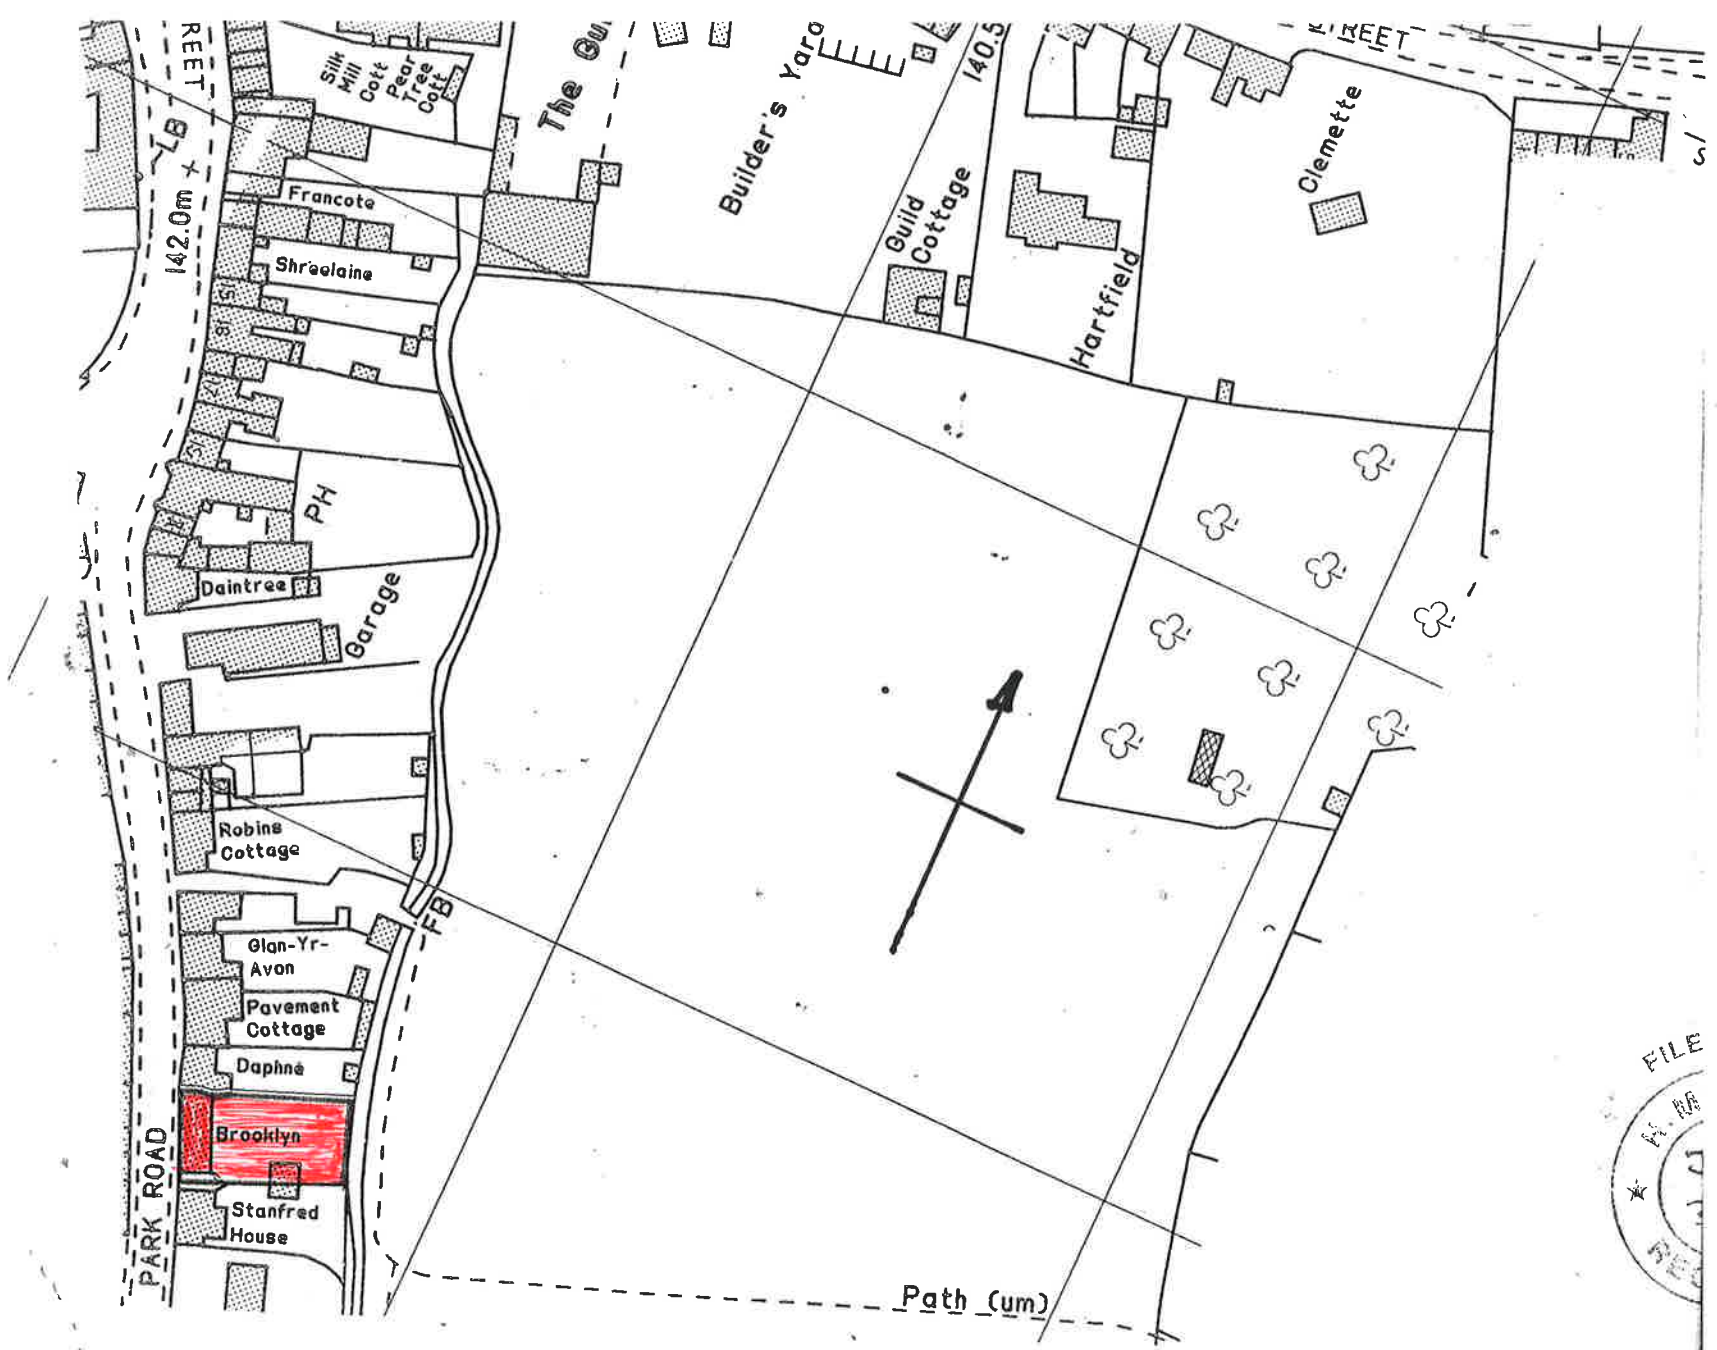 REET
LB
142.0m
Silk
Mill
Cott
Pear
Tree
Cott
The
Builder's Yard
140.5
Guild
Cottage
Hartfield
Clemette
REET
Francote
Shreelaine
15
PH
Daintree
Garage
Robins
Cottage
FB
Glan-Yr-
Avon
Pavement
Cottage
Daphne
Brooklyn
Stanfred
House
PARK ROAD
Path (um)
FILE
H.M